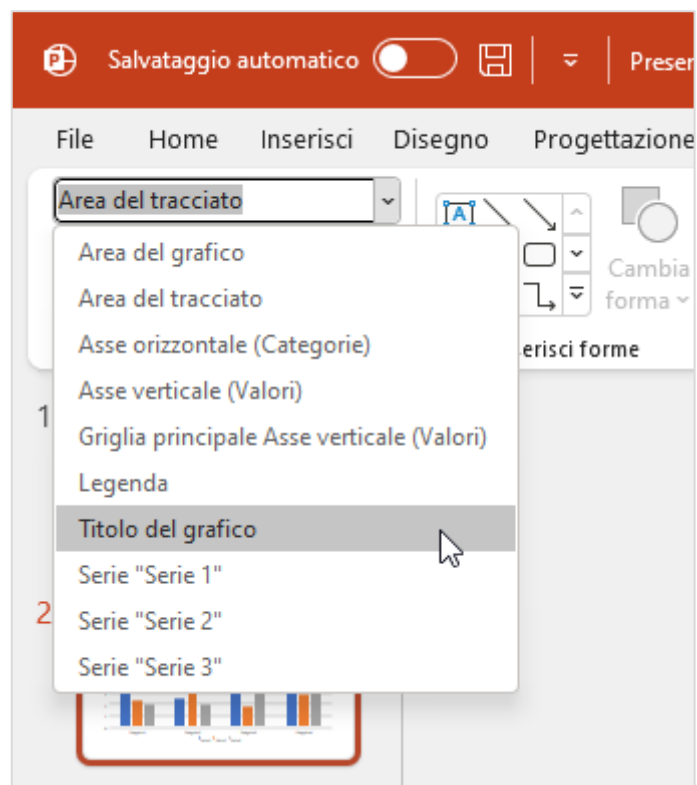 Salvataggio automatico
Preser
File Home Inserisci Disegno Progettazione
Area del tracciato
Area del grafico
Area del tracciato
Asse orizzontale (Categorie)
Asse verticale (Valori)
Griglia principale Asse verticale (Valori)
Legenda
Titolo del grafico
Serie "Serie 1"
Serie "Serie 2"
Serie "Serie 3"
A
Cambia
forma
erisci forme
1
2